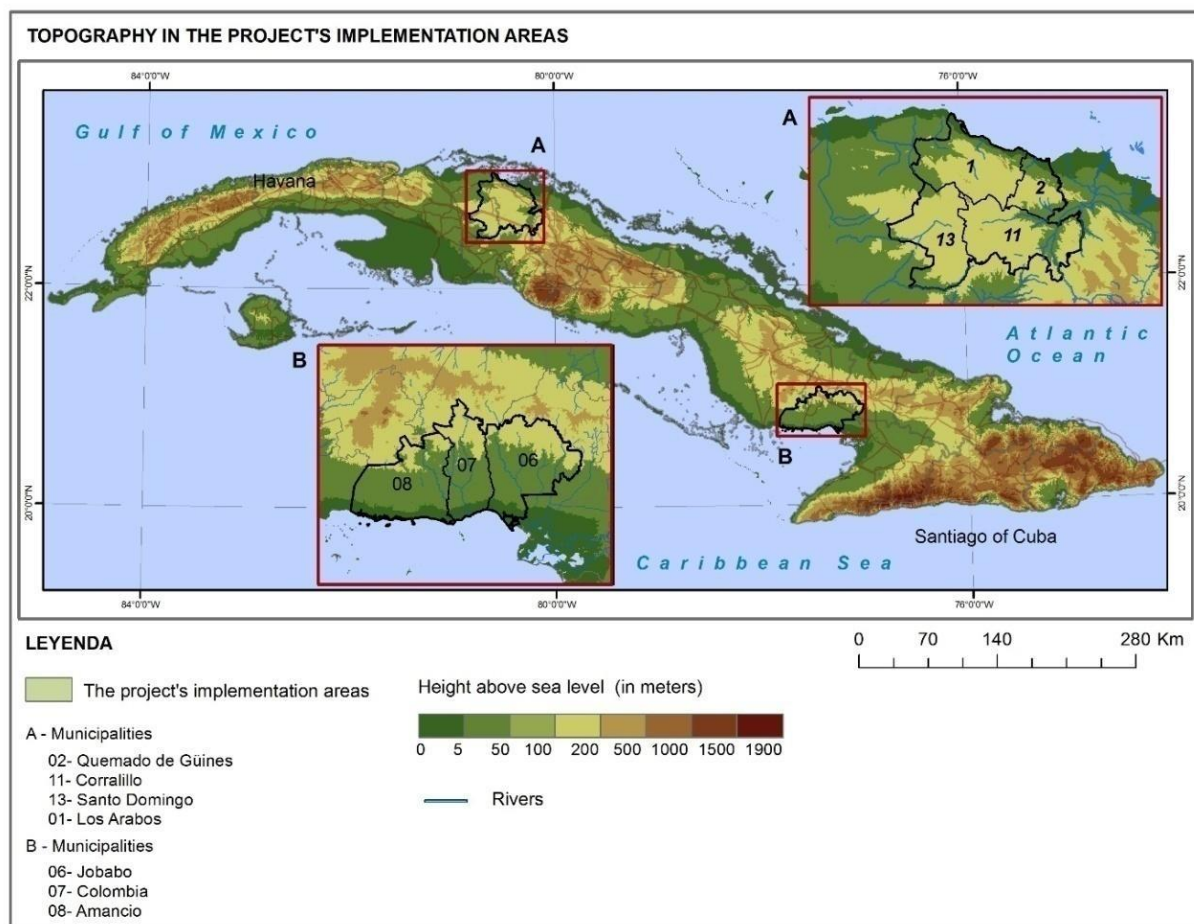 TOPOGRAPHY IN THE PROJECT'S IMPLEMENTATION AREAS
84°0'0"W
80°0'0"W
76°0'0"W
Gulf of Mexico
A
A
Havana
1
2
13
11
22°0'0"N
22°0'0"N
Atlantic
Ocean
B
08
07
06
B
20°0'0"N
20°0'0"N
Santiago of Cuba
Caribbean Sea
84°0'0"W
80°0'0"W
76°0'0"W
LEYENDA
0 70 140 280 Km
The project's implementation areas
Height above sea level (in meters)
0 5 50 100 200 500 1000 1500 1900
Rivers
A - Municipalities
02- Quemado de Güines
11- Corralillo
13- Santo Domingo
01- Los Arabos
B - Municipalities
06- Jobabo
07- Colombia
08- Amancio